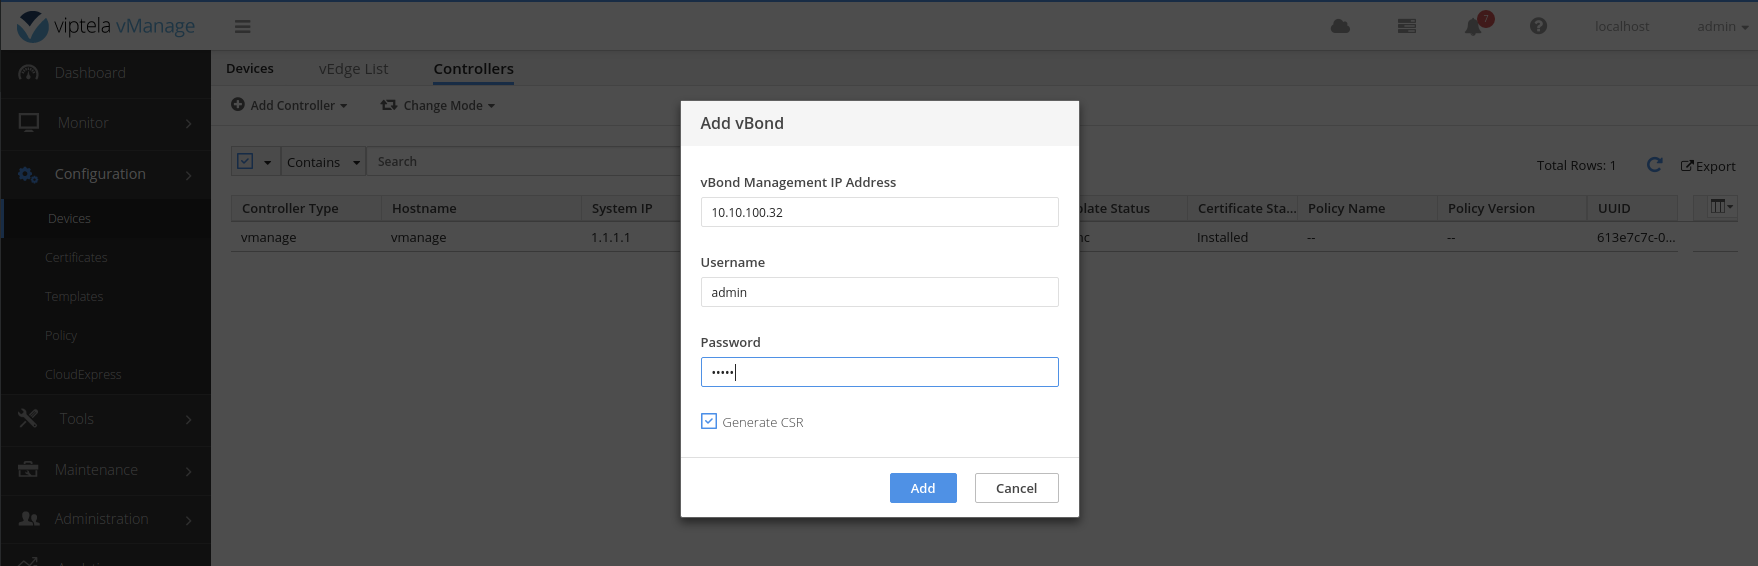 viptela vManage
7
localhost
admin
Dashboard
Monitor
Configuration
Devices
Certificates
Templates
Policy
CloudExpress
Tools
Maintenance
Administration
Devices
vEdge List
Controllers
Add Controller
Change Mode
Contains
Search
Total Rows: 1
Export
Controller Type Hostname System IP late Status Certificate Sta... Policy Name Policy Version UUID
vmanage vmanage 1.1.1.1 nc Installed -- -- 613e7c7c-0...
Add vBond
vBond Management IP Address
10.10.100.32
Username
admin
Password
•••••
Generate CSR
Add
Cancel